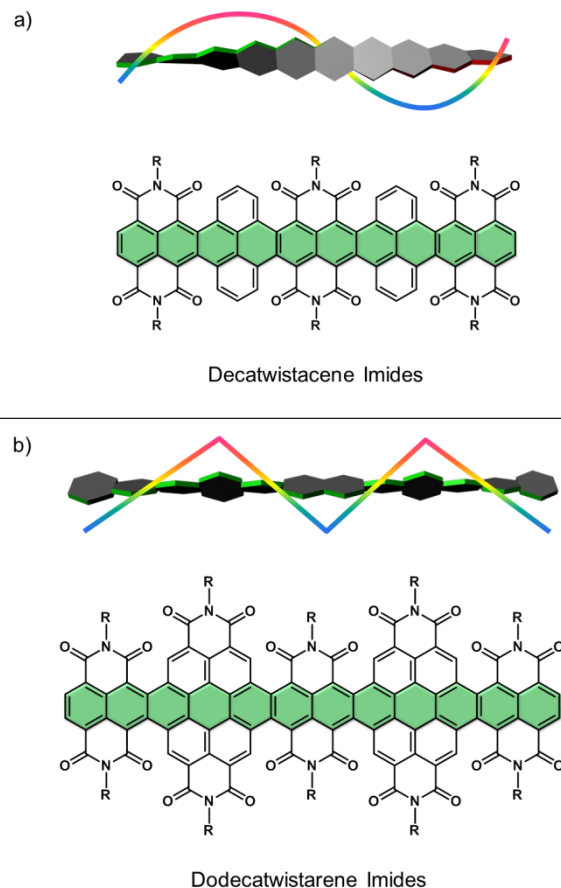 a)
R R R
O N O O N O O N O
O N O O N O O N O
R R R
Decatwistacene Imides
b)
R R
R N R N R
O O O O
N N N
O O O O O O
O O O O O O
N N N
O O O O
R N R N R
R R
Dodecatwistarene Imides